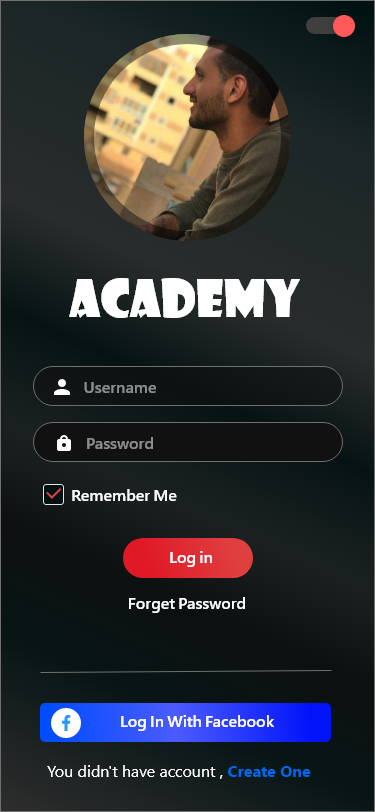 ACADEMY
Username
Password
Remember Me
Log in
Forget Password
Log In With Facebook
You didn't have account , Create One